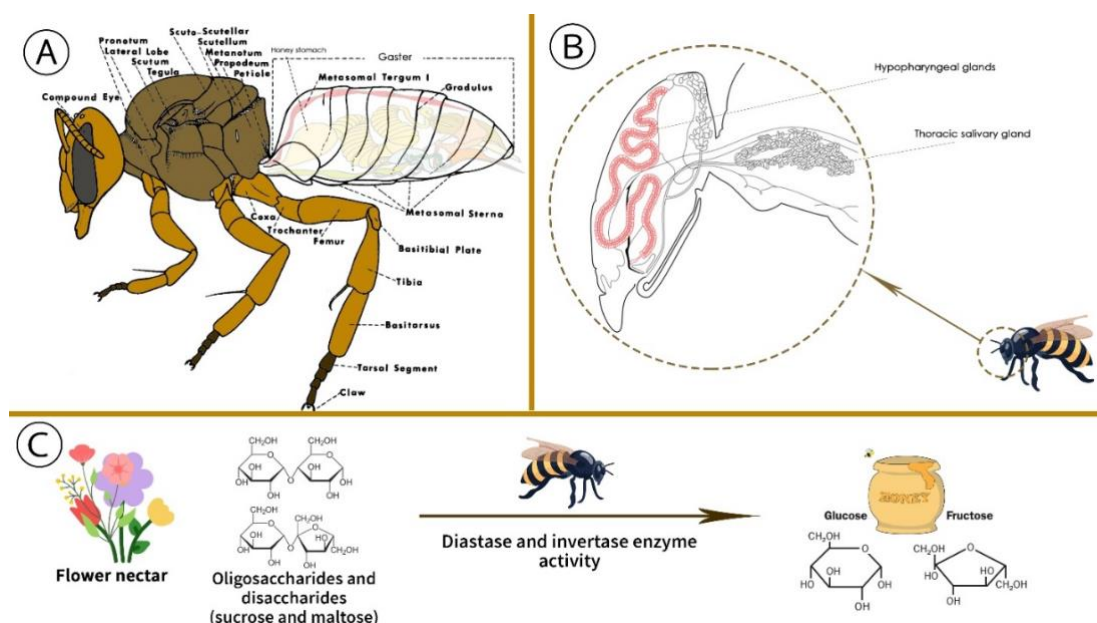 A
Pronotum
Lateral Lobe
Scutum
Tegula
Compound Eye
Scuto
Scutellar
Scutellum
Metanotum
Propodeum
Petiole
Honey stomach
Gaster
Metasomal Tergum I
Gradulus
Coxa
Trochanter
Femur
Metasomal Sterna
Basitibial Plate
Tibia
Basitarsus
Tarsal Segment
Claw
B
Hypopharyngeal glands
Thoracic salivary gland
C
Flower nectar
CH₂OH
CH₂OH
O
O
OH
OH
OH
O
OH
OH
OH
CH₂OH
CH₂OH
O
O
OH
HO
OH
O
CH₂OH
OH
OH
Oligosaccharides and
disaccharides
(sucrose and maltose)
Diastase and invertase enzyme
activity
HONEY
Glucose
Fructose
CH₂OH
O
OH
HO
OH
OH
CH₂OH
O
OH
HO
CH₂OH
OH